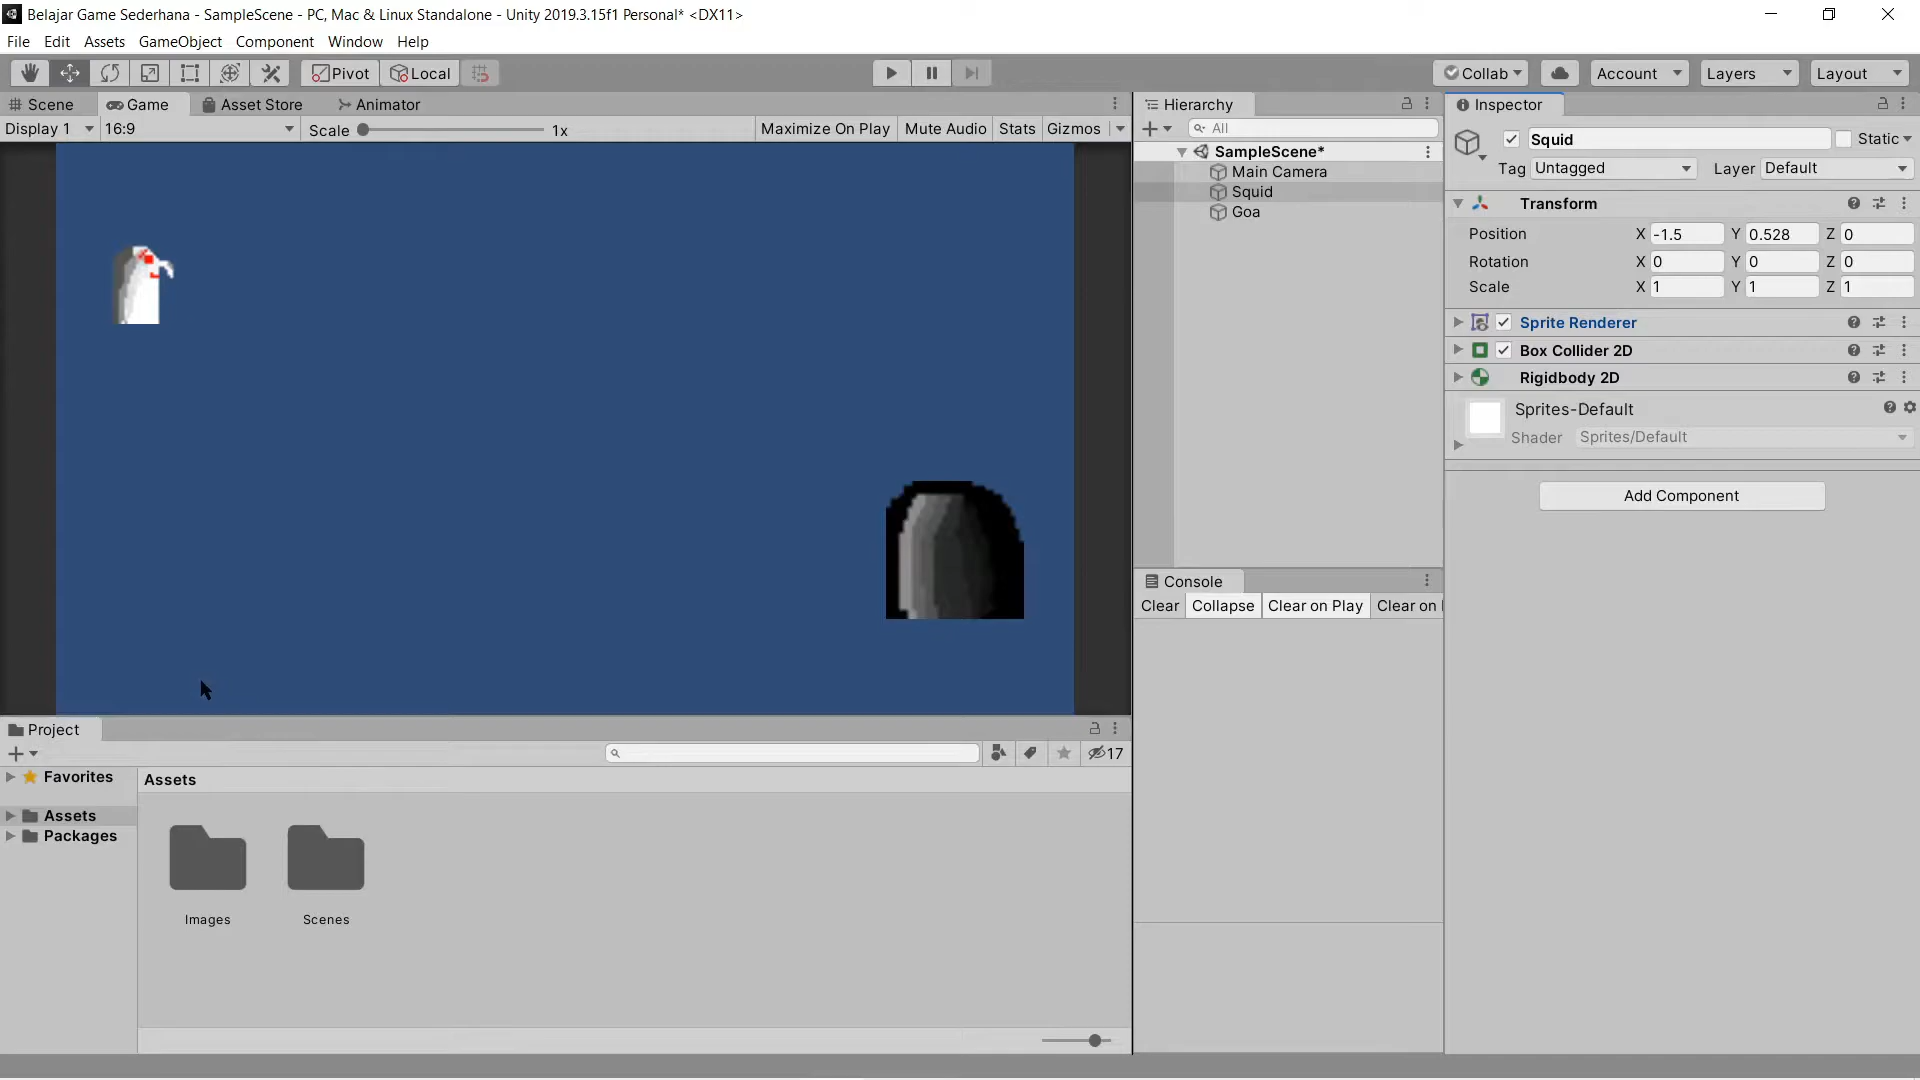 Belajar Game Sederhana - SampleScene - PC, Mac & Linux Standalone - Unity 2019.3.15f1 Personal* <DX11>
File Edit Assets GameObject Component Window Help
Pivot Local Collab Account Layers Layout
Scene Game Asset Store Animator
Display 1 16:9 Scale 1x Maximize On Play Mute Audio Stats Gizmos
Hierarchy
All
SampleScene*
Main Camera
Squid
Goa
Console
Clear Collapse Clear on Play Clear on
Inspector
Squid Static
Tag Untagged Layer Default
Transform
Position X -1.5 Y 0.528 Z 0
Rotation X 0 Y 0 Z 0
Scale X 1 Y 1 Z 1
Sprite Renderer
Box Collider 2D
Rigidbody 2D
Sprites-Default
Shader Sprites/Default
Add Component
Project
17
Favorites
Assets
Packages
Assets
Images Scenes